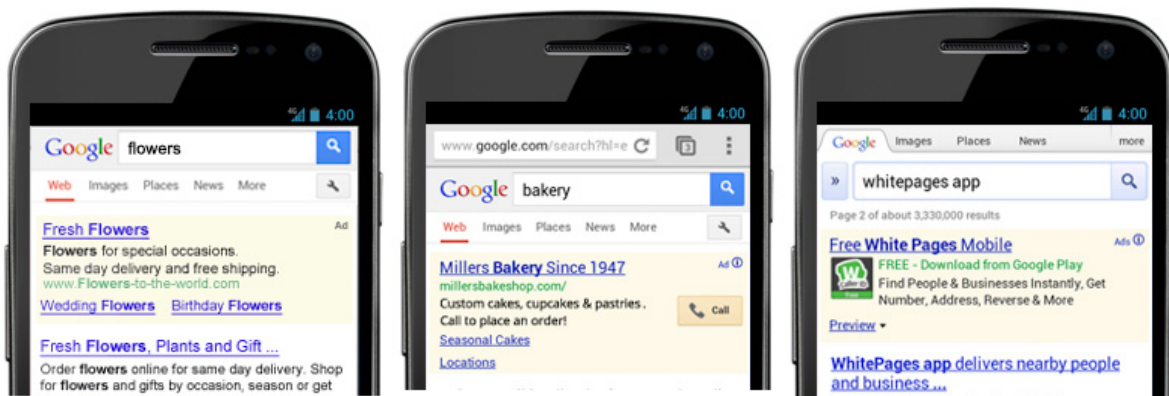 4G 4:00
Google flowers
Web Images Places News More
Fresh Flowers Ad
Flowers for special occasions.
Same day delivery and free shipping.
www.Flowers-to-the-world.com
Wedding Flowers Birthday Flowers
Fresh Flowers, Plants and Gift ...
Order flowers online for same day delivery. Shop
for flowers and gifts by occasion, season or get
4G 4:00
www.google.com/search?hl=e 3
Google bakery
Web Images Places News More
Millers Bakery Since 1947 Ad
millersbakeshop.com/
Custom cakes, cupcakes & pastries.
Call to place an order!
Call
Seasonal Cakes
Locations
4G 4:00
Google Images Places News more
» whitepages app
Page 2 of about 3,330,000 results
Free White Pages Mobile Ads
FREE - Download from Google Play
Find People & Businesses Instantly, Get
Number, Address, Reverse & More
Caller ID
Free
Preview
WhitePages app delivers nearby people
and business ...